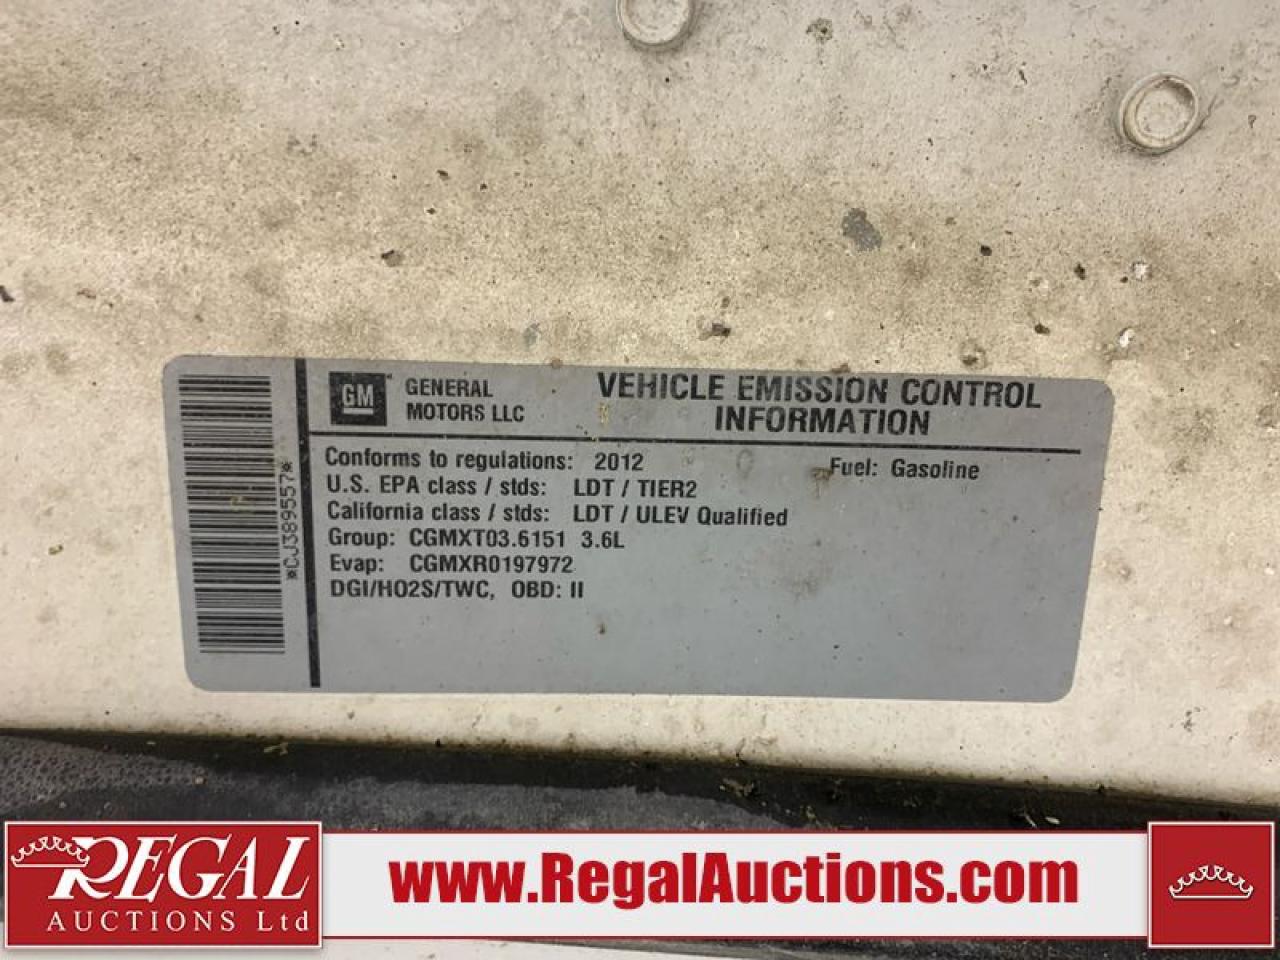 GM
GENERAL
MOTORS LLC
VEHICLE EMISSION CONTROL
INFORMATION
Conforms to regulations: 2012
Fuel: Gasoline
U.S. EPA class / stds: LDT / TIER2
California class / stds: LDT / ULEV Qualified
Group: CGMXT03.6151 3.6L
Evap: CGMXR0197972
DGI/HO2S/TWC, OBD: II
*CJ389557*
REGAL
AUCTIONS Ltd
www.RegalAuctions.com